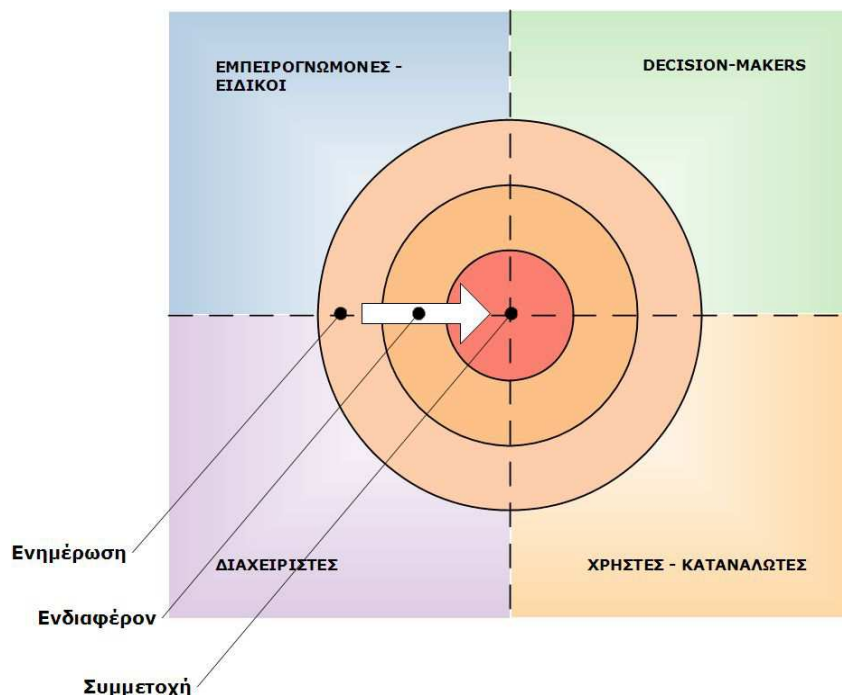 ΕΜΠΕΙΡΟΓΝΩΜΟΝΕΣ -
ΕΙΔΙΚΟΙ
DECISION-MAKERS
Ενημέρωση
ΔΙΑΧΕΙΡΙΣΤΕΣ
ΧΡΗΣΤΕΣ - ΚΑΤΑΝΑΛΩΤΕΣ
Ενδιαφέρον
Συμμετοχή